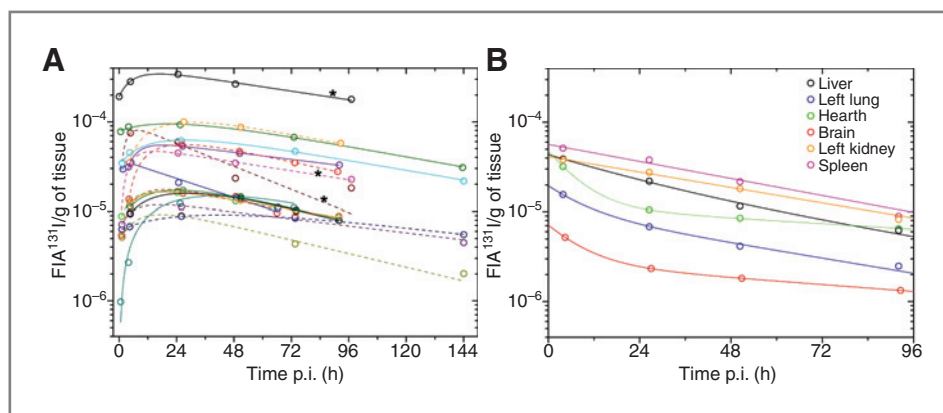 A
B
FIA¹³¹I/g of tissue
10⁻⁴
10⁻⁵
10⁻⁶
*
*
*
0 24 48 72 96 120 144
Time p.i. (h)
FIA¹³¹I/g of tissue
10⁻⁴
10⁻⁵
10⁻⁶
Liver
Left lung
Hearth
Brain
Left kidney
Spleen
0 24 48 72 96
Time p.i. (h)